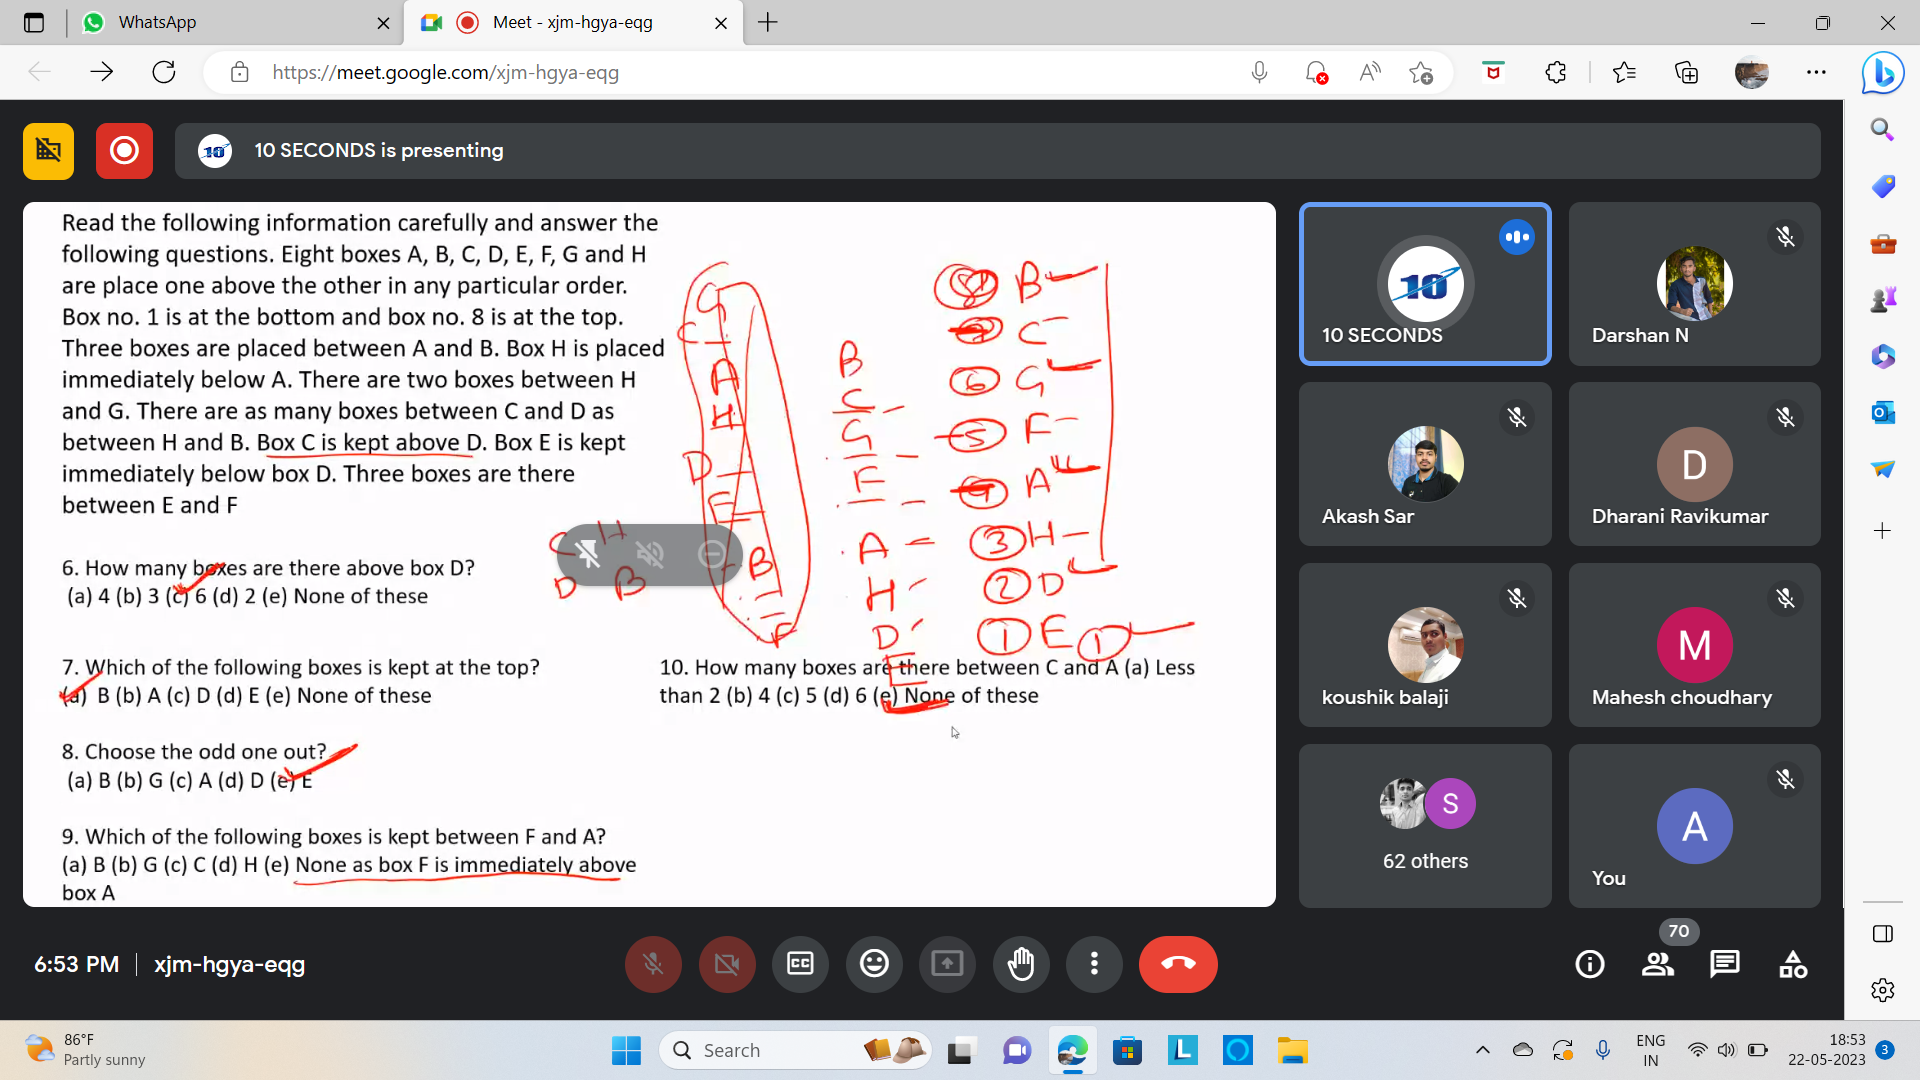 WhatsApp
Meet - xjm-hgya-eqg
https://meet.google.com/xjm-hgya-eqg
10 SECONDS is presenting
Read the following information carefully and answer the
following questions. Eight boxes A, B, C, D, E, F, G and H
are place one above the other in any particular order.
Box no. 1 is at the bottom and box no. 8 is at the top.
Three boxes are placed between A and B. Box H is placed
immediately below A. There are two boxes between H
and G. There are as many boxes between C and D as
between H and B. Box C is kept above D. Box E is kept
immediately below box D. Three boxes are there
between E and F
6. How many boxes are there above box D?
(a) 4 (b) 3 (c) 6 (d) 2 (e) None of these
7. Which of the following boxes is kept at the top?
(a) B (b) A (c) D (d) E (e) None of these
8. Choose the odd one out?
(a) B (b) G (c) A (d) D (e) E
9. Which of the following boxes is kept between F and A?
(a) B (b) G (c) C (d) H (e) None as box F is immediately above
box A
10. How many boxes are there between C and A (a) Less
than 2 (b) 4 (c) 5 (d) 6 (e) None of these
G
C
A
H
D
E
B
F
C H
D B
B
C
G
F
A
H
D
E
8 B
7 C
6 G
5 F
4 A
3 H
2 D
1 E 1
10
10 SECONDS
Darshan N
Akash Sar
D
Dharani Ravikumar
koushik balaji
M
Mahesh choudhary
S
62 others
A
You
6:53 PM
xjm-hgya-eqg
CC
70
86°F
Partly sunny
Search
L
ENG
IN
18:53
22-05-2023
3